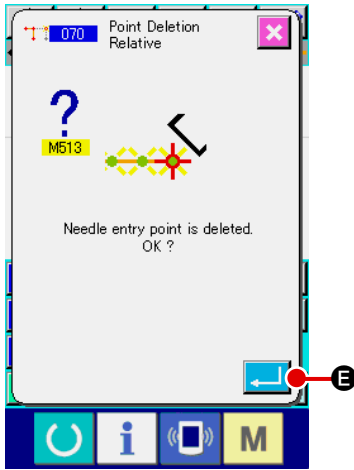 070 Point Deletion
Relative
?
M513
Needle entry point is deleted.
OK ?
E
i
M